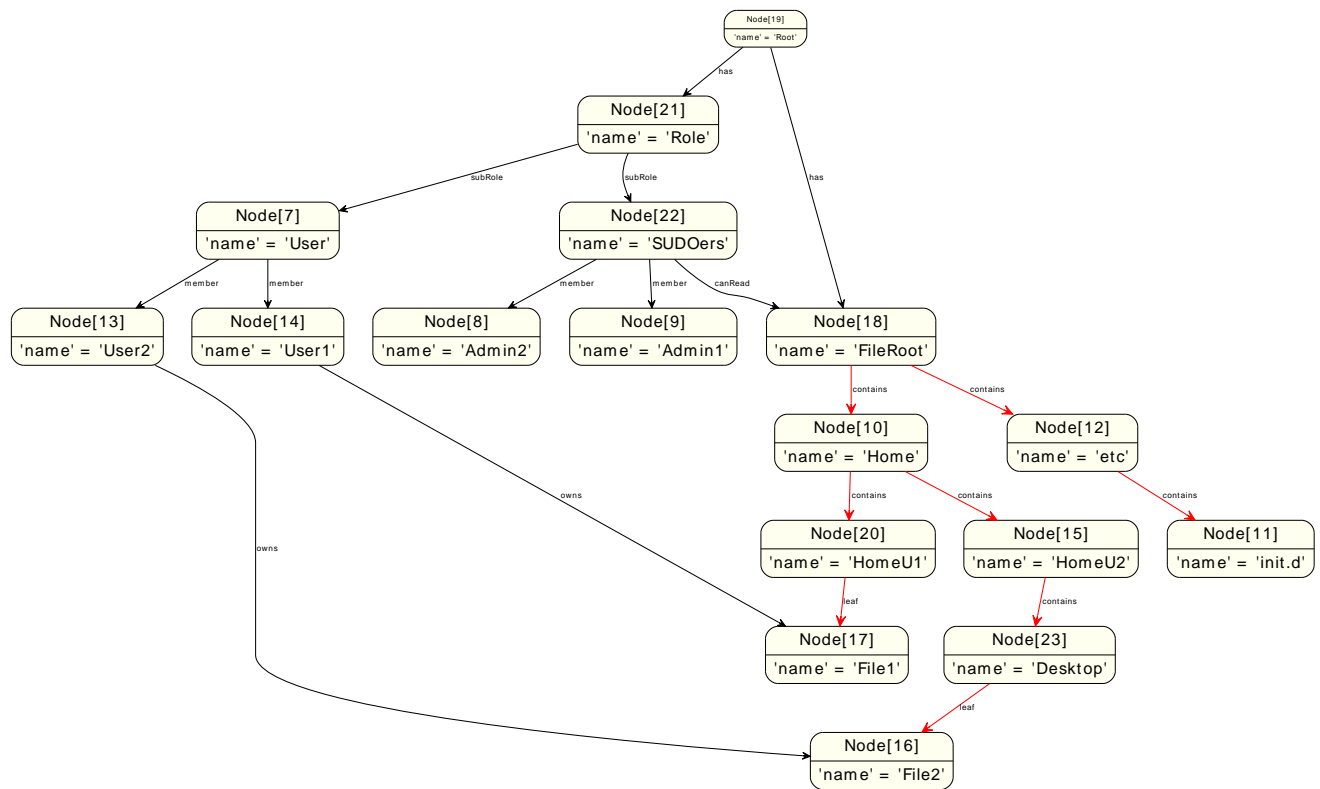 Node[19]
'name' = 'Root'
has
Node[21]
'name' = 'Role'
subRole
subRole
has
Node[7]
'name' = 'User'
Node[22]
'name' = 'SUDOers'
member
member
member
member
canRead
Node[13]
'name' = 'User2'
Node[14]
'name' = 'User1'
Node[8]
'name' = 'Admin2'
Node[9]
'name' = 'Admin1'
Node[18]
'name' = 'FileRoot'
contains
contains
Node[10]
'name' = 'Home'
Node[12]
'name' = 'etc'
owns
contains
contains
contains
Node[20]
'name' = 'HomeU1'
Node[15]
'name' = 'HomeU2'
Node[11]
'name' = 'init.d'
owns
leaf
contains
Node[17]
'name' = 'File1'
Node[23]
'name' = 'Desktop'
leaf
Node[16]
'name' = 'File2'